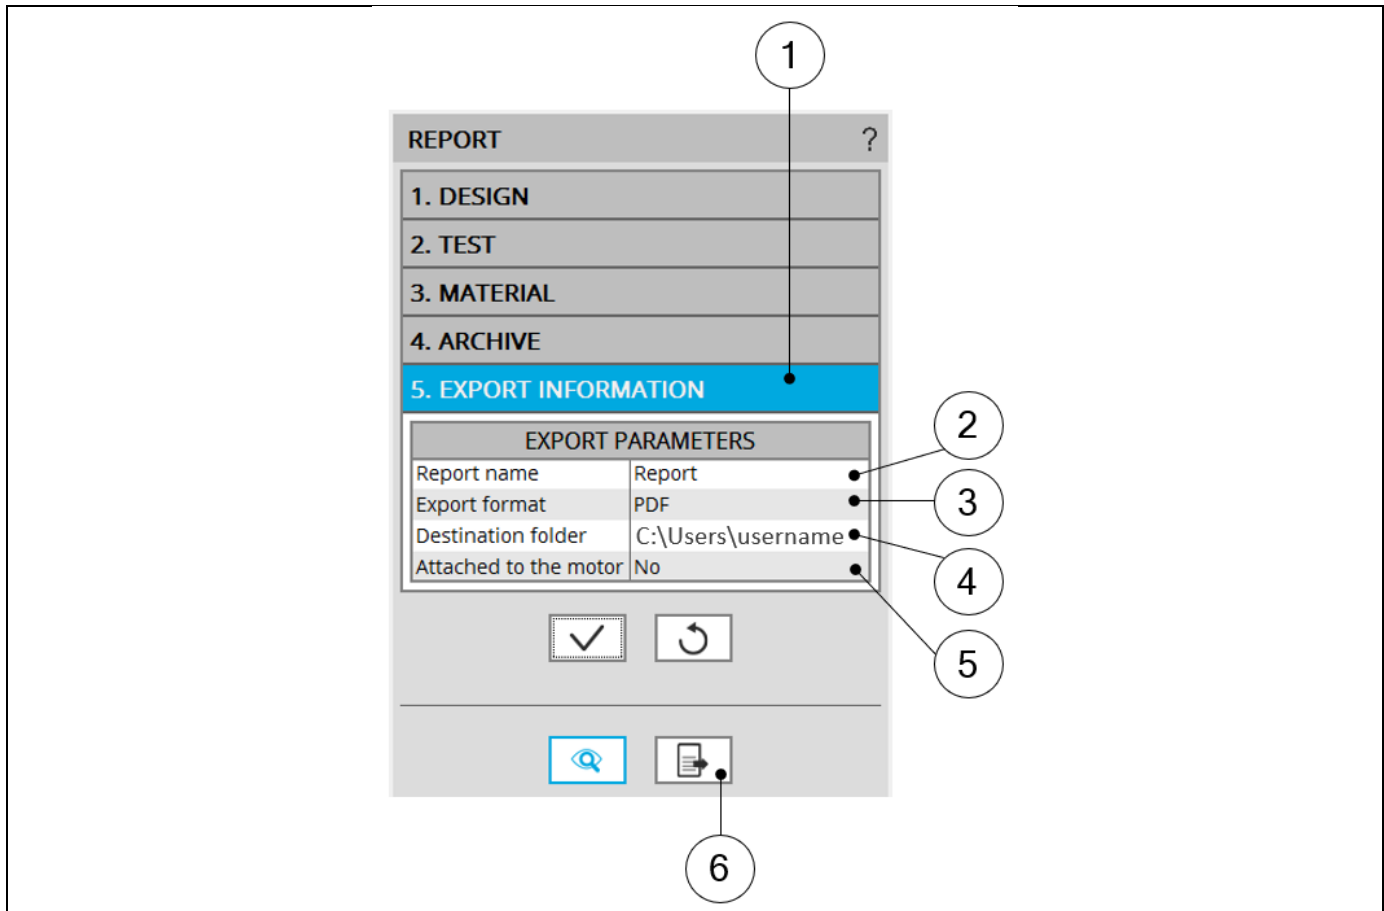 1
REPORT ?
1. DESIGN
2. TEST
3. MATERIAL
4. ARCHIVE
5. EXPORT INFORMATION
EXPORT PARAMETERS
2
Report name Report
Export format PDF
3
Destination folder C:\Users\username
Attached to the motor No
4
5
6